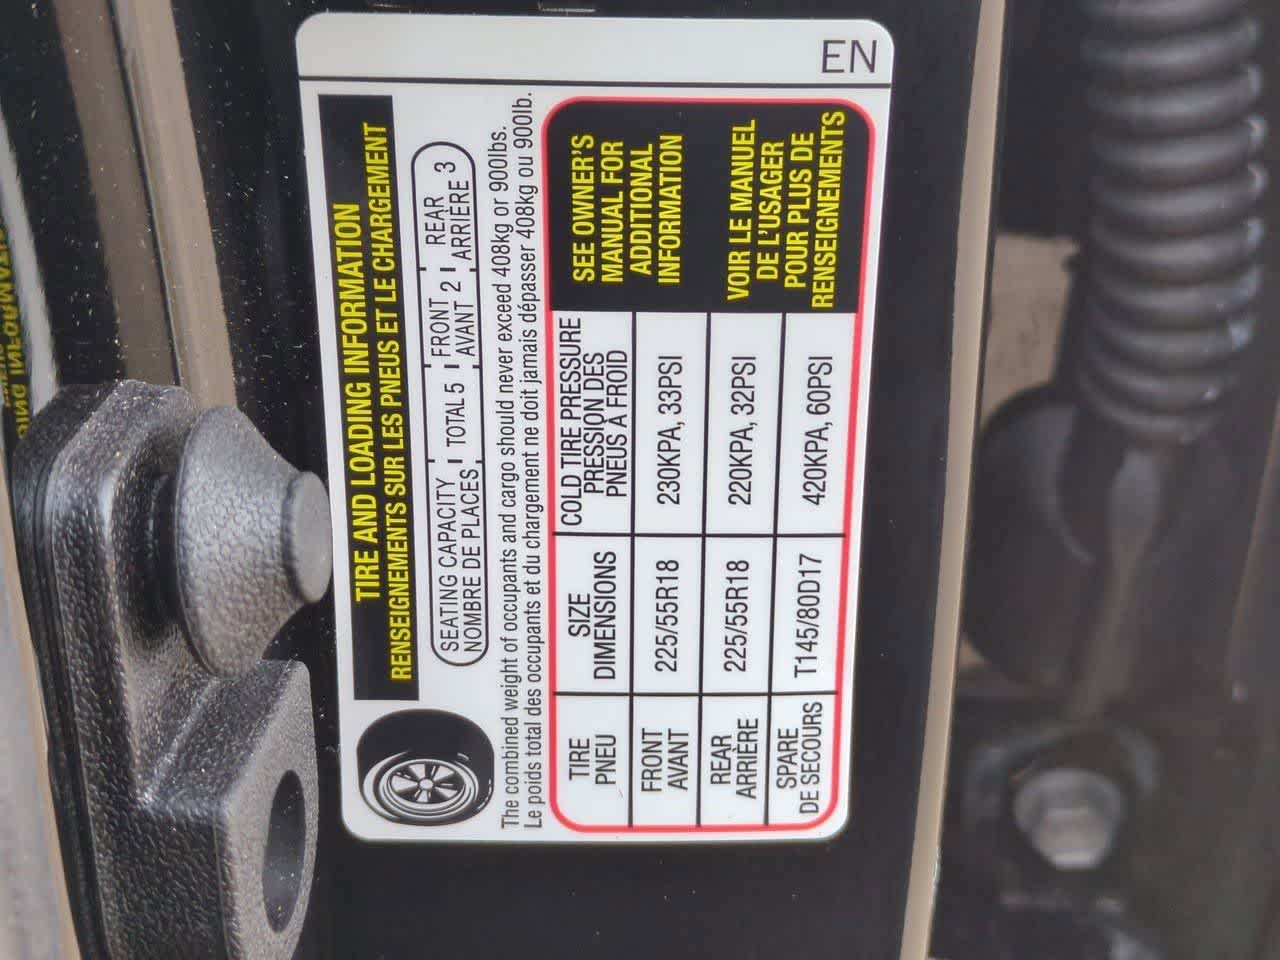 EN
TIRE AND LOADING INFORMATION
RENSEIGNEMENTS SUR LES PNEUS ET LE CHARGEMENT
SEATING CAPACITY TOTAL 5 FRONT 2 REAR 3
NOMBRE DE PLACES AVANT ARRIÈRE
The combined weight of occupants and cargo should never exceed 408kg or 900lbs.
Le poids total des occupants et du chargement ne doit jamais dépasser 408kg ou 900lb.
TIRE SIZE COLD TIRE PRESSURE
PNEU DIMENSIONS PRESSION DES
PNEUS À FROID
FRONT 225/55R18 230KPA, 33PSI
AVANT
REAR 225/55R18 220KPA, 32PSI
ARRIÈRE
SPARE T145/80D17 420KPA, 60PSI
DE SECOURS
SEE OWNER'S
MANUAL FOR
ADDITIONAL
INFORMATION
VOIR LE MANUEL
DE L'USAGER
POUR PLUS DE
RENSEIGNEMENTS